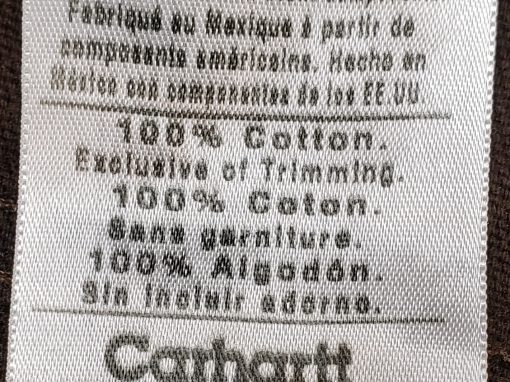 Fabriqué au Mexique à partir de
composants américains. Hecho en
México con componentes de los EE.UU.
100% Cotton.
Exclusive of Trimming.
100% Coton.
Sans garniture.
100% Algodón.
Sin incluir adorno.
Carhartt